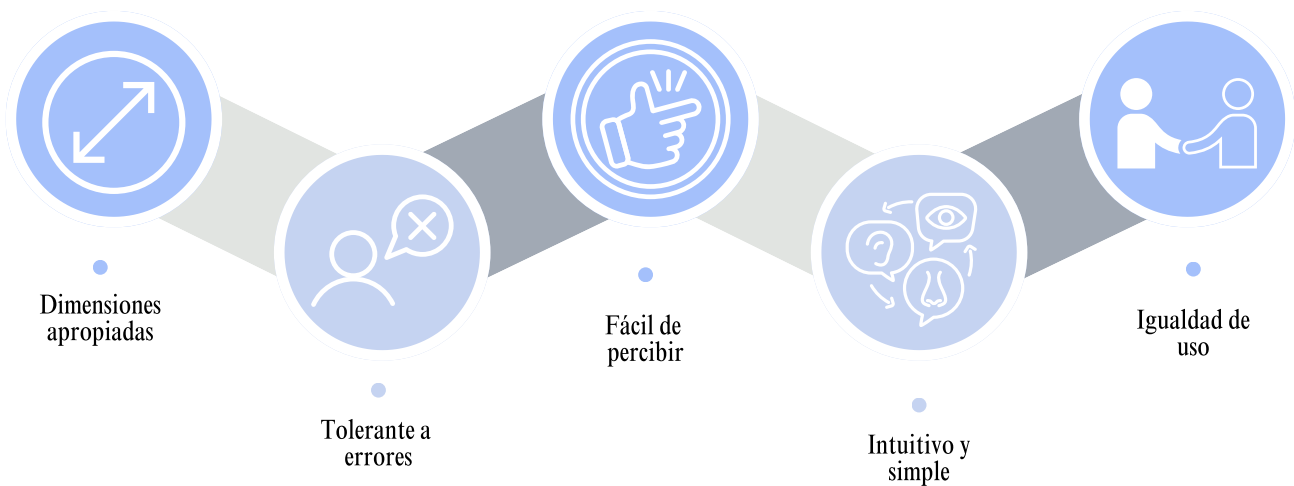 Dimensiones
apropiadas
Tolerante a
errores
Fácil de
percibir
Intuitivo y
simple
Igualdad de
uso